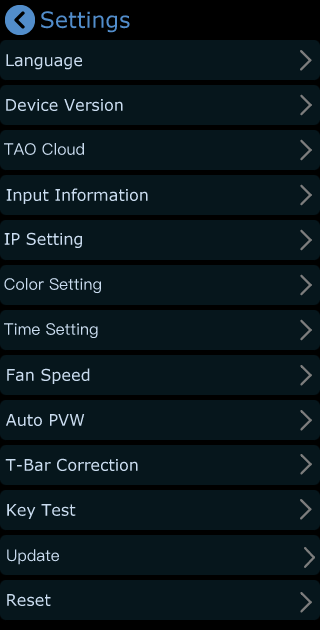 Settings
Language
Device Version
TAO Cloud
Input Information
IP Setting
Color Setting
Time Setting
Fan Speed
Auto PVW
T-Bar Correction
Key Test
Update
Reset